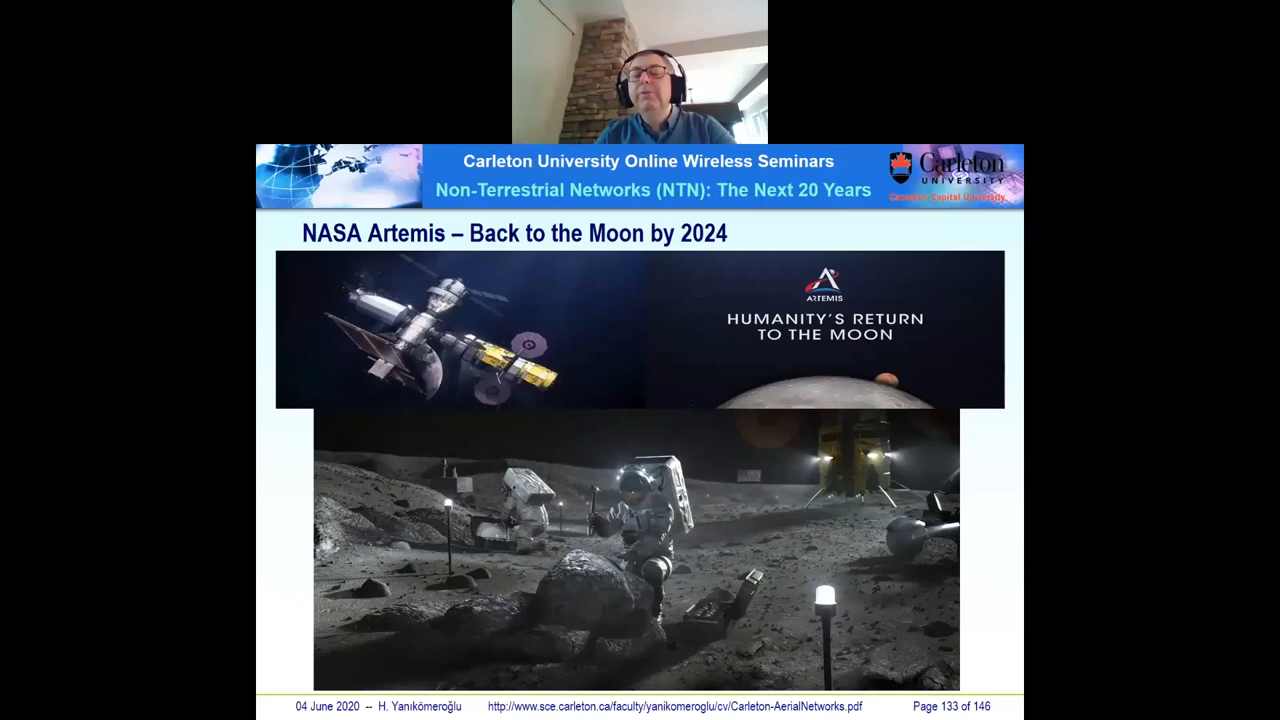 Carleton University Online Wireless Seminars
Non-Terrestrial Networks (NTN): The Next 20 Years
Carleton
UNIVERSITY
Canada's Capital University
NASA Artemis – Back to the Moon by 2024
ARTEMIS
HUMANITY'S RETURN
TO THE MOON
04 June 2020 -- H. Yanıkömeroğlu
http://www.sce.carleton.ca/faculty/yanikomeroglu/cv/Carleton-AerialNetworks.pdf
Page 133 of 146